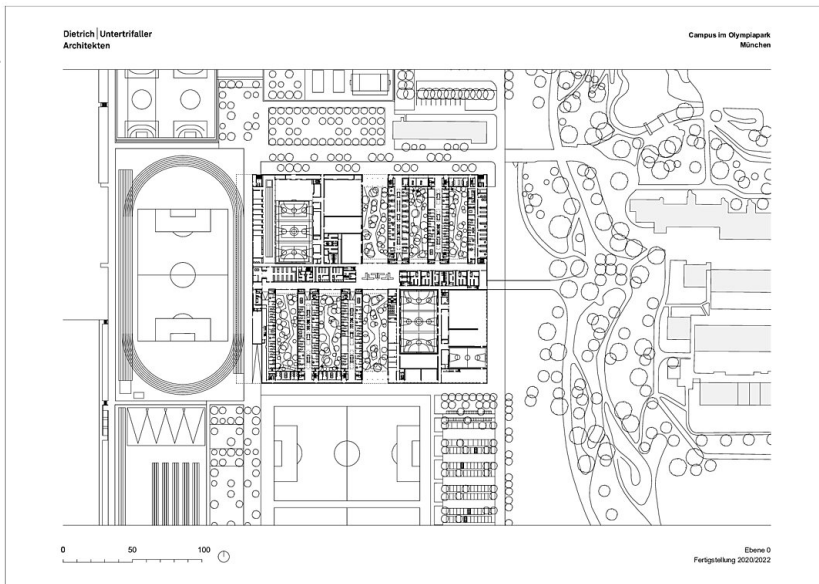 Dietrich | Untertrifaller
Architekten
Campus im Olympiapark
München
0 50 100
Ebene 0
Fertigstellung 2020/2022